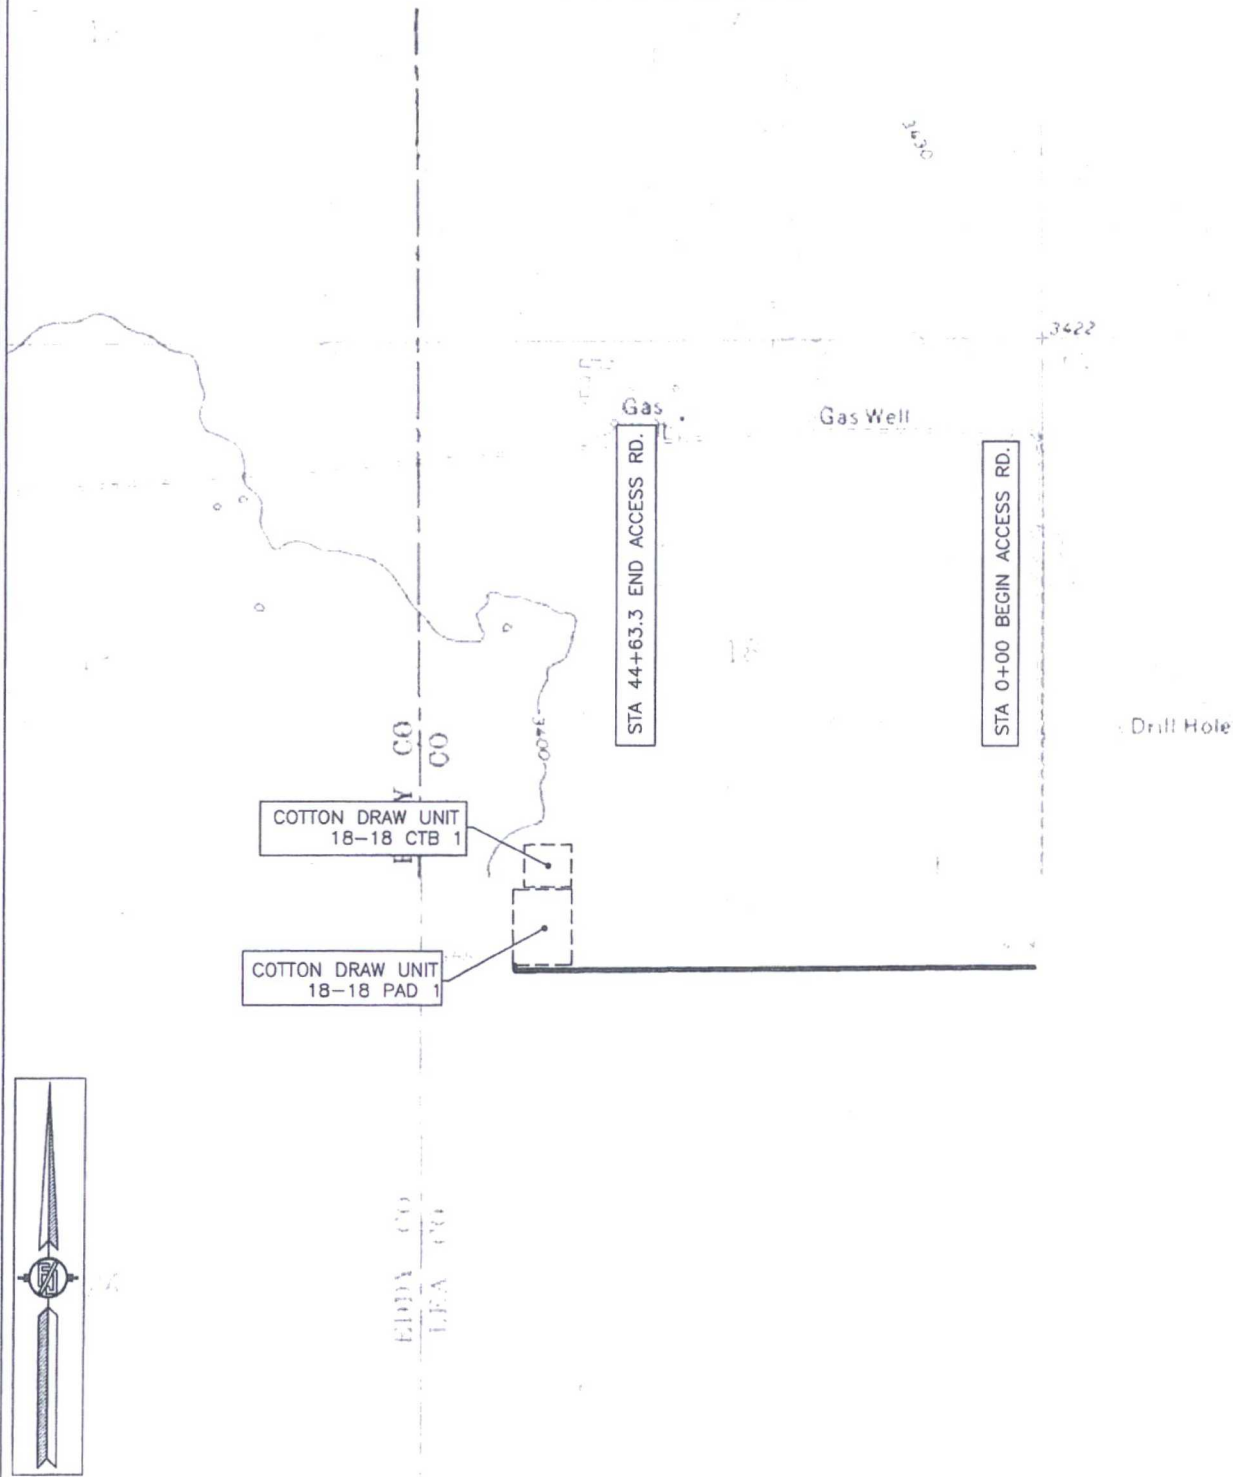 3430
3422
Gas
Gas Well
STA 44+63.3 END ACCESS RD.
STA 0+00 BEGIN ACCESS RD.
18
Drill Hole
CO
CO
3400
COTTON DRAW UNIT
18-18 CTB 1
COTTON DRAW UNIT
18-18 PAD 1
EDDY CO
LEA CO